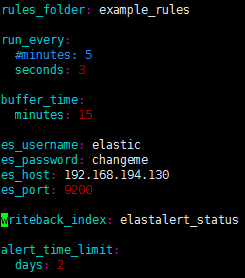 rules_folder: example_rules
run_every:
  #minutes: 5
  seconds: 3
buffer_time:
  minutes: 15
es_username: elastic
es_password: changeme
es_host: 192.168.194.130
es_port: 9200
writeback_index: elastalert_status
alert_time_limit:
  days: 2